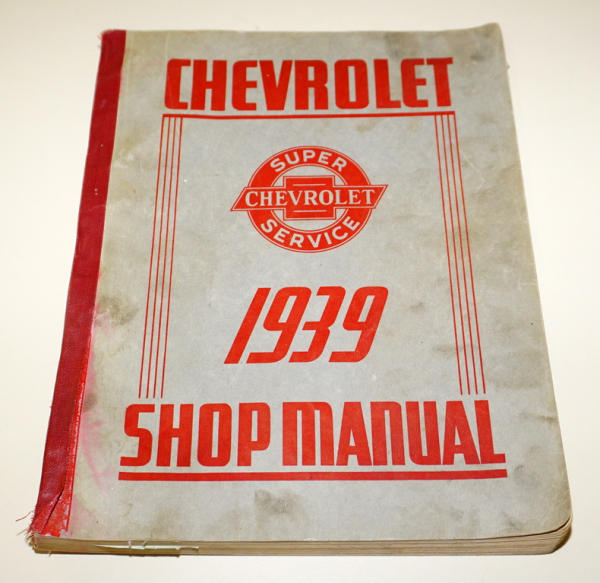 CHEVROLET
SUPER
CHEVROLET
SERVICE
1939
SHOP MANUAL